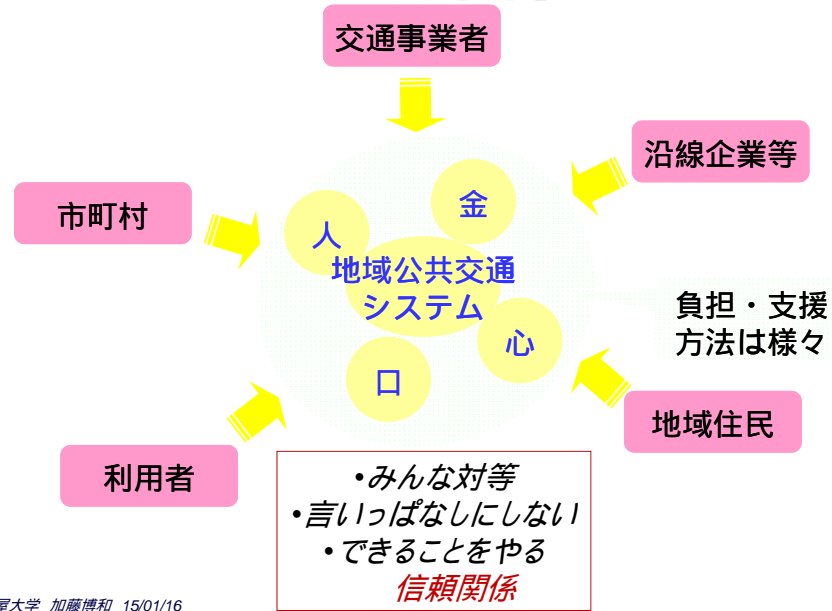 交通事業者
沿線企業等
市町村
金
人
地域公共交通
システム
負担・支援
方法は様々
心
口
地域住民
利用者
•みんな対等
•言いっぱなしにしない
•できることをやる
信頼関係
屋大学 加藤博和 15/01/16